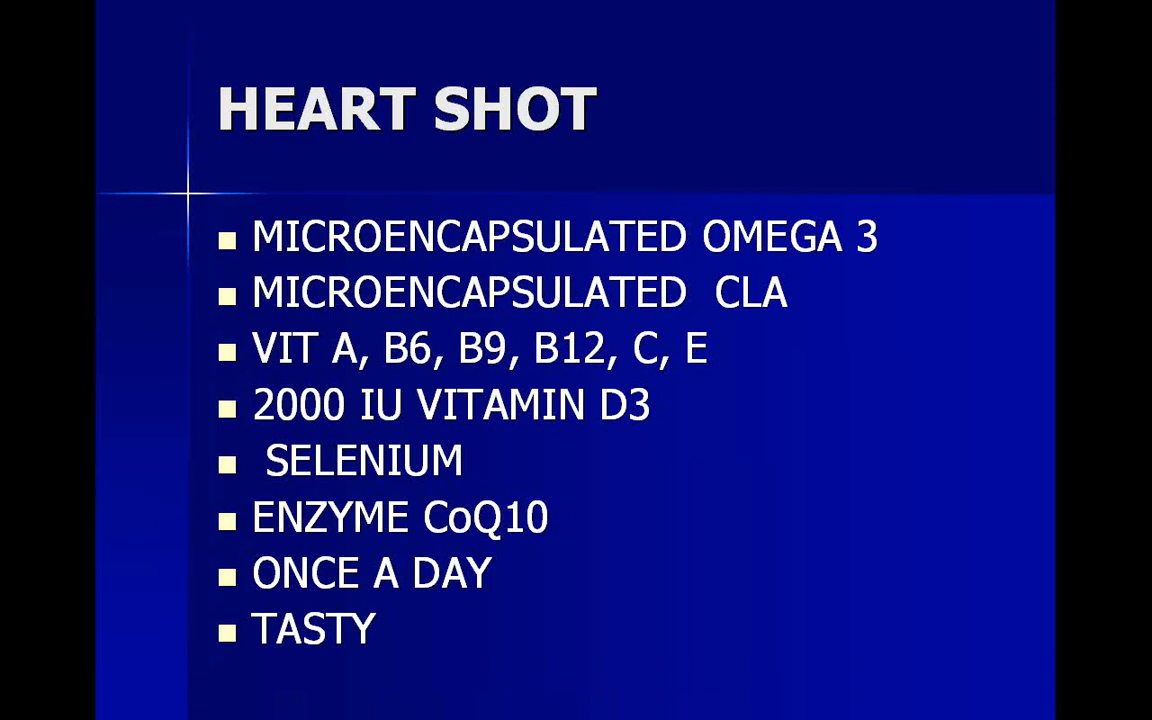 HEART SHOT
MICROENCAPSULATED OMEGA 3
MICROENCAPSULATED CLA
VIT A, B6, B9, B12, C, E
2000 IU VITAMIN D3
SELENIUM
ENZYME CoQ10
ONCE A DAY
TASTY